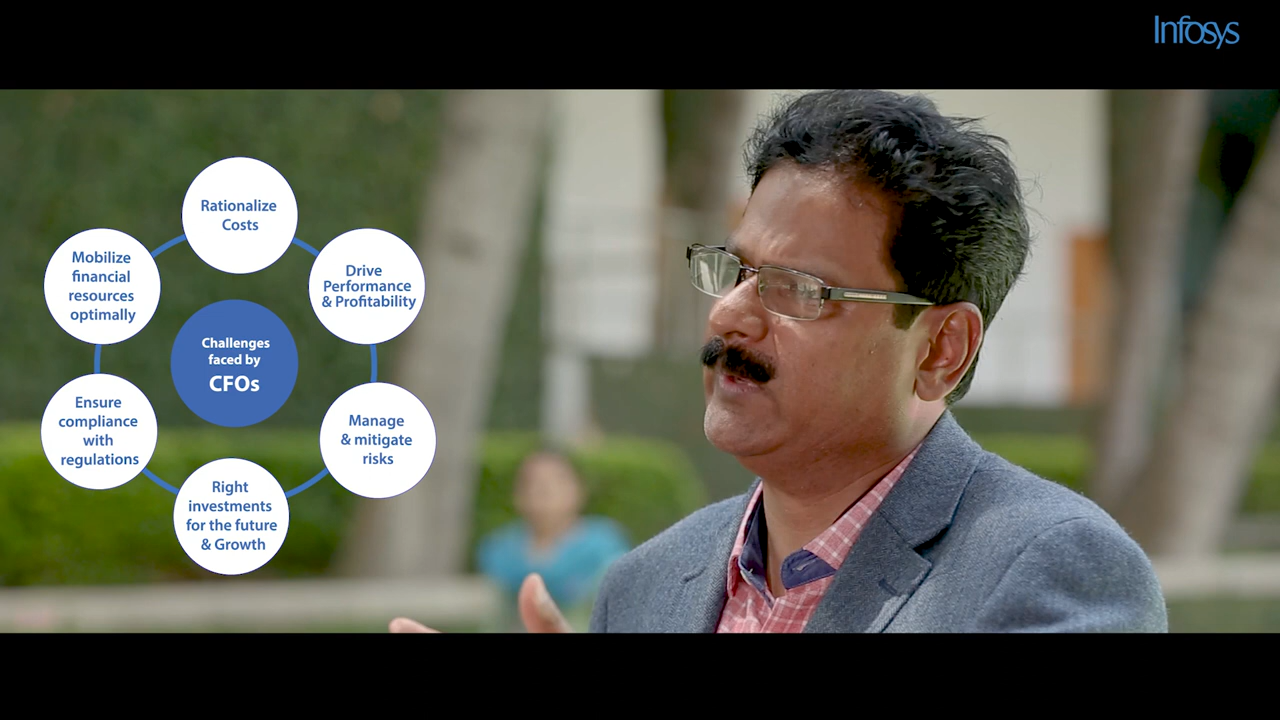 Infosys
Rationalize
Costs
Drive
Performance
& Profitability
Manage
& mitigate
risks
Right
investments
for the future
& Growth
Ensure
compliance
with
regulations
Mobilize
financial
resources
optimally
Challenges
faced by
CFOs